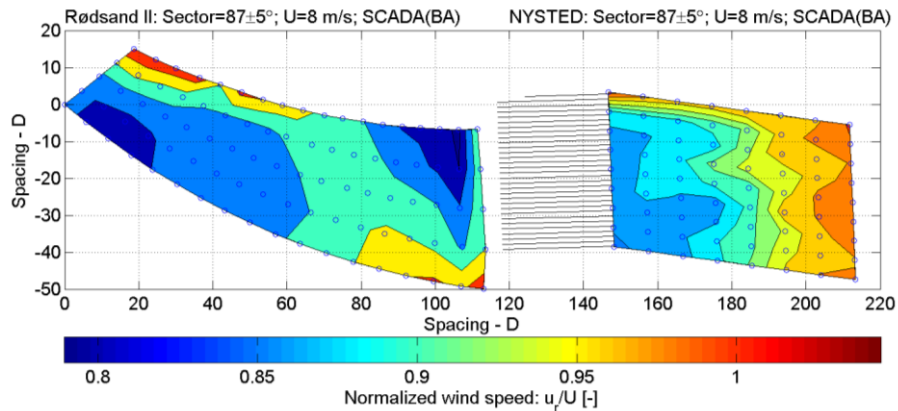 Rødsand II: Sector=87±5°; U=8 m/s; SCADA(BA)
NYSTED: Sector=87±5°; U=8 m/s; SCADA(BA)
20
10
0
-10
-20
-30
-40
-50
Spacing - D
0 20 40 60 80 100 120 140 160 180 200 220
Spacing - D
0.8 0.85 0.9 0.95 1
Normalized wind speed: u_r/U [-]